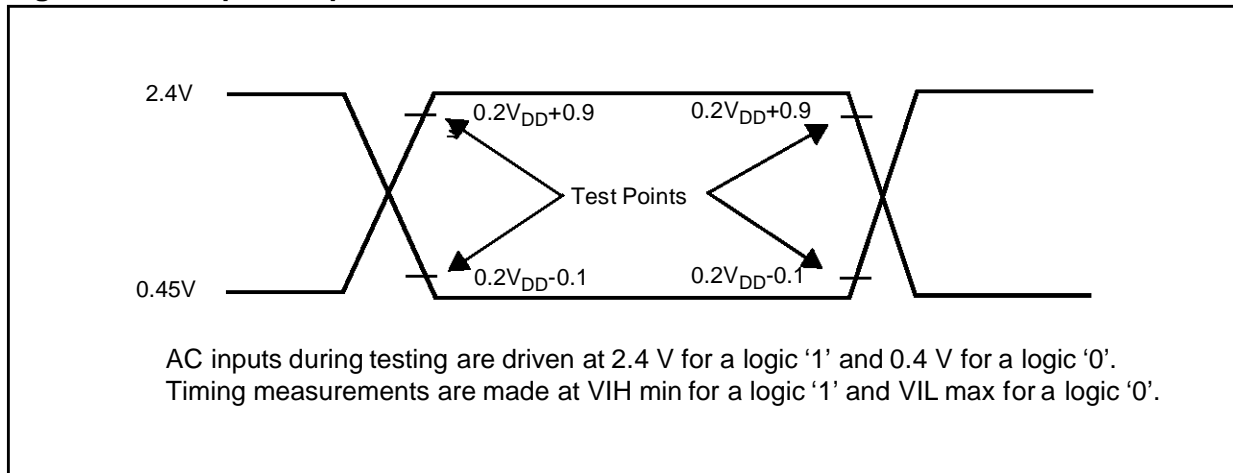 2.4V
0.2VDD+0.9 0.2VDD+0.9
Test Points
0.2VDD-0.1 0.2VDD-0.1
0.45V
AC inputs during testing are driven at 2.4 V for a logic ‘1’ and 0.4 V for a logic ‘0’.
Timing measurements are made at VIH min for a logic ‘1’ and VIL max for a logic ‘0’.